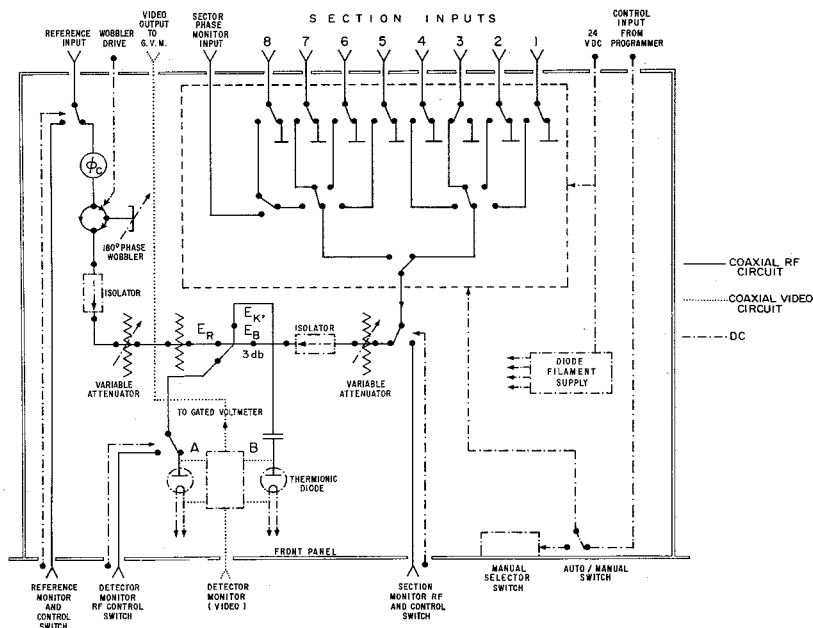 SECTION INPUTS
REFERENCE
INPUT
WOBBLER
DRIVE
VIDEO
OUTPUT
TO
G.V.M.
SECTOR
PHASE
MONITOR
INPUT
8 7 6 5 4 3 2 1
24
VDC
CONTROL
INPUT
FROM
PROGRAMMER
ϕC
180° PHASE
WOBBLER
ISOLATOR
VARIABLE
ATTENUATOR
ER
EK,
EB
3 db
ISOLATOR
VARIABLE
ATTENUATOR
COAXIAL RF
CIRCUIT
COAXIAL VIDEO
CIRCUIT
DC
DIODE
FILAMENT
SUPPLY
TO GATED VOLTMETER
A
B
THERMIONIC
DIODE
FRONT PANEL
MANUAL
SELECTOR
SWITCH
AUTO / MANUAL
SWITCH
REFERENCE
MONITOR
AND
CONTROL
SWITCH
DETECTOR
MONITOR
RF CONTROL
SWITCH
DETECTOR
MONITOR
(VIDEO)
SECTION
MONITOR RF
AND CONTROL
SWITCH